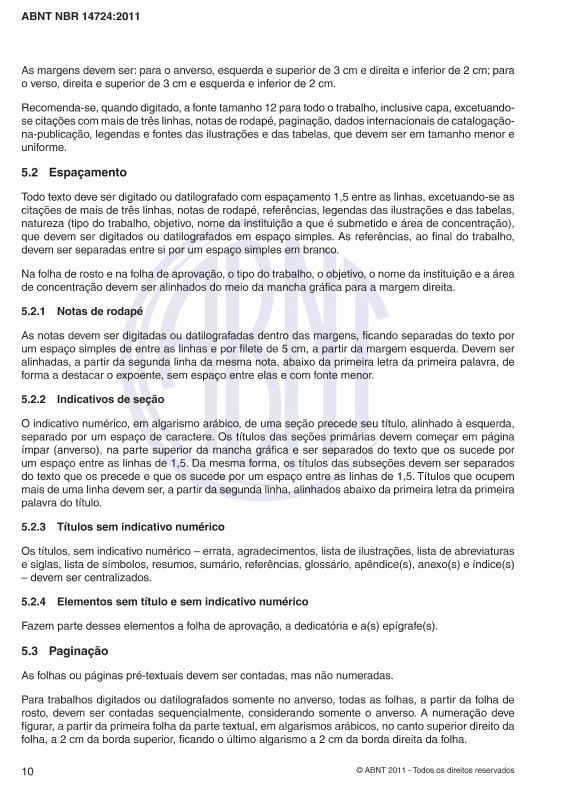 ABNT NBR 14724:2011
As margens devem ser: para o anverso, esquerda e superior de 3 cm e direita e inferior de 2 cm; para
o verso, direita e superior de 3 cm e esquerda e inferior de 2 cm.
Recomenda-se, quando digitado, a fonte tamanho 12 para todo o trabalho, inclusive capa, excetuando-
se citações com mais de três linhas, notas de rodapé, paginação, dados internacionais de catalogação-
na-publicação, legendas e fontes das ilustrações e das tabelas, que devem ser em tamanho menor e
uniforme.
5.2 Espaçamento
Todo texto deve ser digitado ou datilografado com espaçamento 1,5 entre as linhas, excetuando-se as
citações de mais de três linhas, notas de rodapé, referências, legendas das ilustrações e das tabelas,
natureza (tipo do trabalho, objetivo, nome da instituição a que é submetido e área de concentração),
que devem ser digitados ou datilografados em espaço simples. As referências, ao final do trabalho,
devem ser separadas entre si por um espaço simples em branco.
Na folha de rosto e na folha de aprovação, o tipo do trabalho, o objetivo, o nome da instituição e a área
de concentração devem ser alinhados do meio da mancha gráfica para a margem direita.
5.2.1 Notas de rodapé
As notas devem ser digitadas ou datilografadas dentro das margens, ficando separadas do texto por
um espaço simples de entre as linhas e por filete de 5 cm, a partir da margem esquerda. Devem ser
alinhadas, a partir da segunda linha da mesma nota, abaixo da primeira letra da primeira palavra, de
forma a destacar o expoente, sem espaço entre elas e com fonte menor.
5.2.2 Indicativos de seção
O indicativo numérico, em algarismo arábico, de uma seção precede seu título, alinhado à esquerda,
separado por um espaço de caractere. Os títulos das seções primárias devem começar em página
ímpar (anverso), na parte superior da mancha gráfica e ser separados do texto que os sucede por
um espaço entre as linhas de 1,5. Da mesma forma, os títulos das subseções devem ser separados
do texto que os precede e que os sucede por um espaço entre as linhas de 1,5. Títulos que ocupem
mais de uma linha devem ser, a partir da segunda linha, alinhados abaixo da primeira letra da primeira
palavra do título.
5.2.3 Títulos sem indicativo numérico
Os títulos, sem indicativo numérico – errata, agradecimentos, lista de ilustrações, lista de abreviaturas
e siglas, lista de símbolos, resumos, sumário, referências, glossário, apêndice(s), anexo(s) e índice(s)
– devem ser centralizados.
5.2.4 Elementos sem título e sem indicativo numérico
Fazem parte desses elementos a folha de aprovação, a dedicatória e a(s) epígrafe(s).
5.3 Paginação
As folhas ou páginas pré-textuais devem ser contadas, mas não numeradas.
Para trabalhos digitados ou datilografados somente no anverso, todas as folhas, a partir da folha de
rosto, devem ser contadas sequencialmente, considerando somente o anverso. A numeração deve
figurar, a partir da primeira folha da parte textual, em algarismos arábicos, no canto superior direito da
folha, a 2 cm da borda superior, ficando o último algarismo a 2 cm da borda direita da folha.
10
© ABNT 2011 - Todos os direitos reservados
ABNT